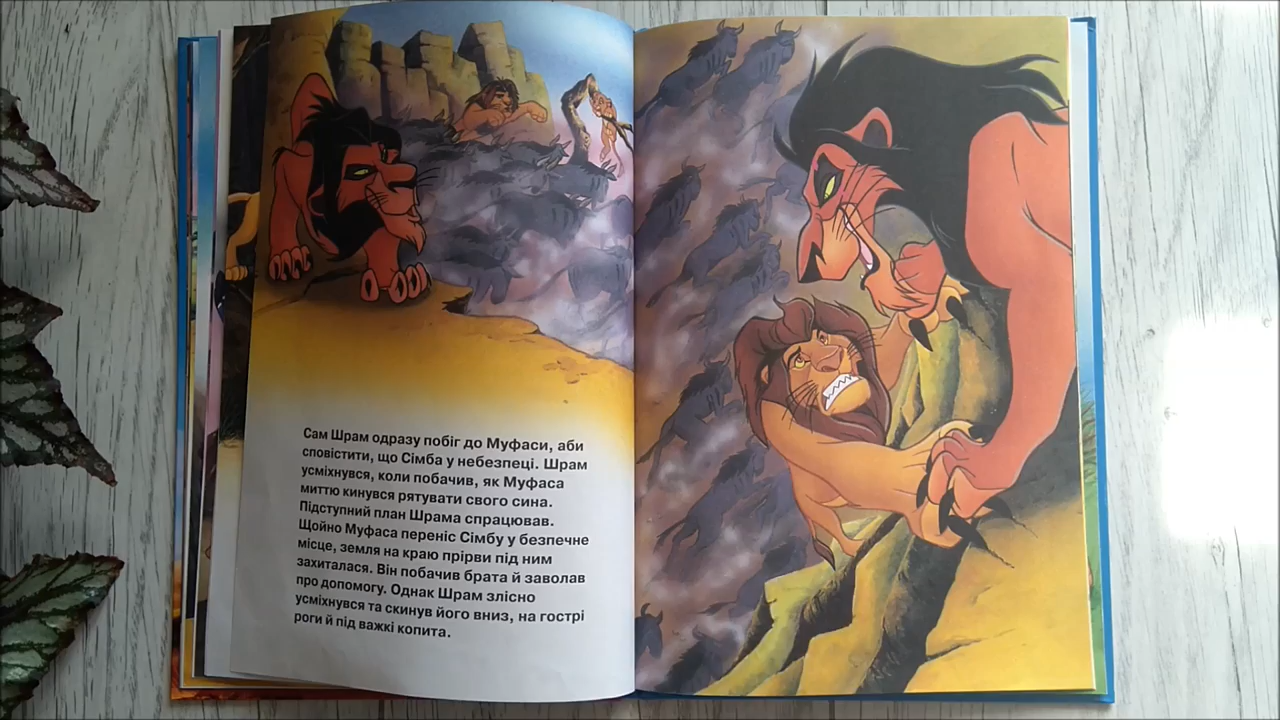 Сам Шрам одразу побіг до Муфаси, аби
сповістити, що Сімба у небезпеці. Шрам
усміхнувся, коли побачив, як Муфаса
миттю кинувся рятувати свого сина.
Підступний план Шрама спрацював.
Щойно Муфаса переніс Сімбу у безпечне
місце, земля на краю прірви під ним
захиталася. Він побачив брата й заволав
про допомогу. Однак Шрам злісно
усміхнувся та скинув його вниз, на гострі
роги й під важкі копита.